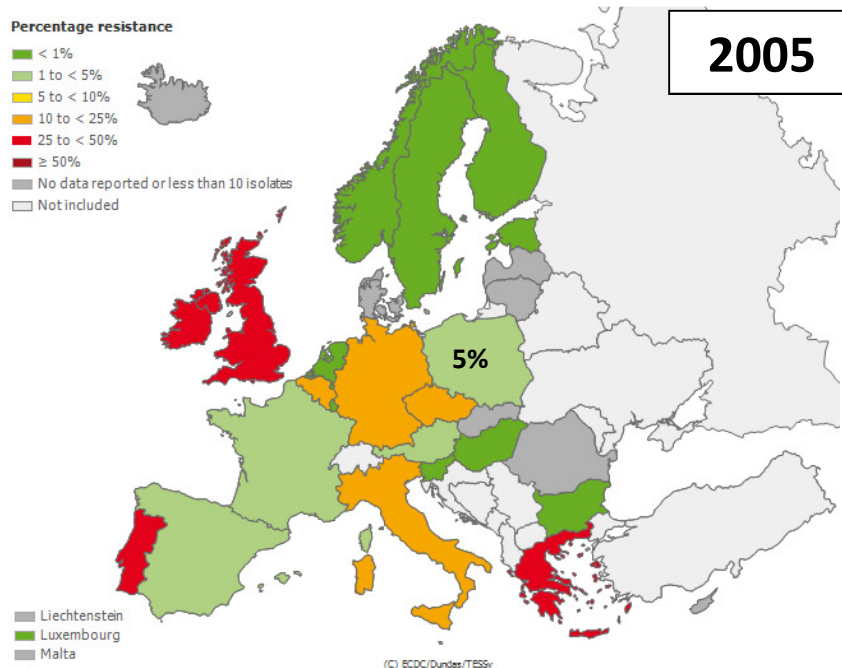 Percentage resistance
< 1%
1 to < 5%
5 to < 10%
10 to < 25%
25 to < 50%
≥ 50%
No data reported or less than 10 isolates
Not included
2005
5%
Liechtenstein
Luxembourg
Malta
(C) ECDC/Dundas/TESSy